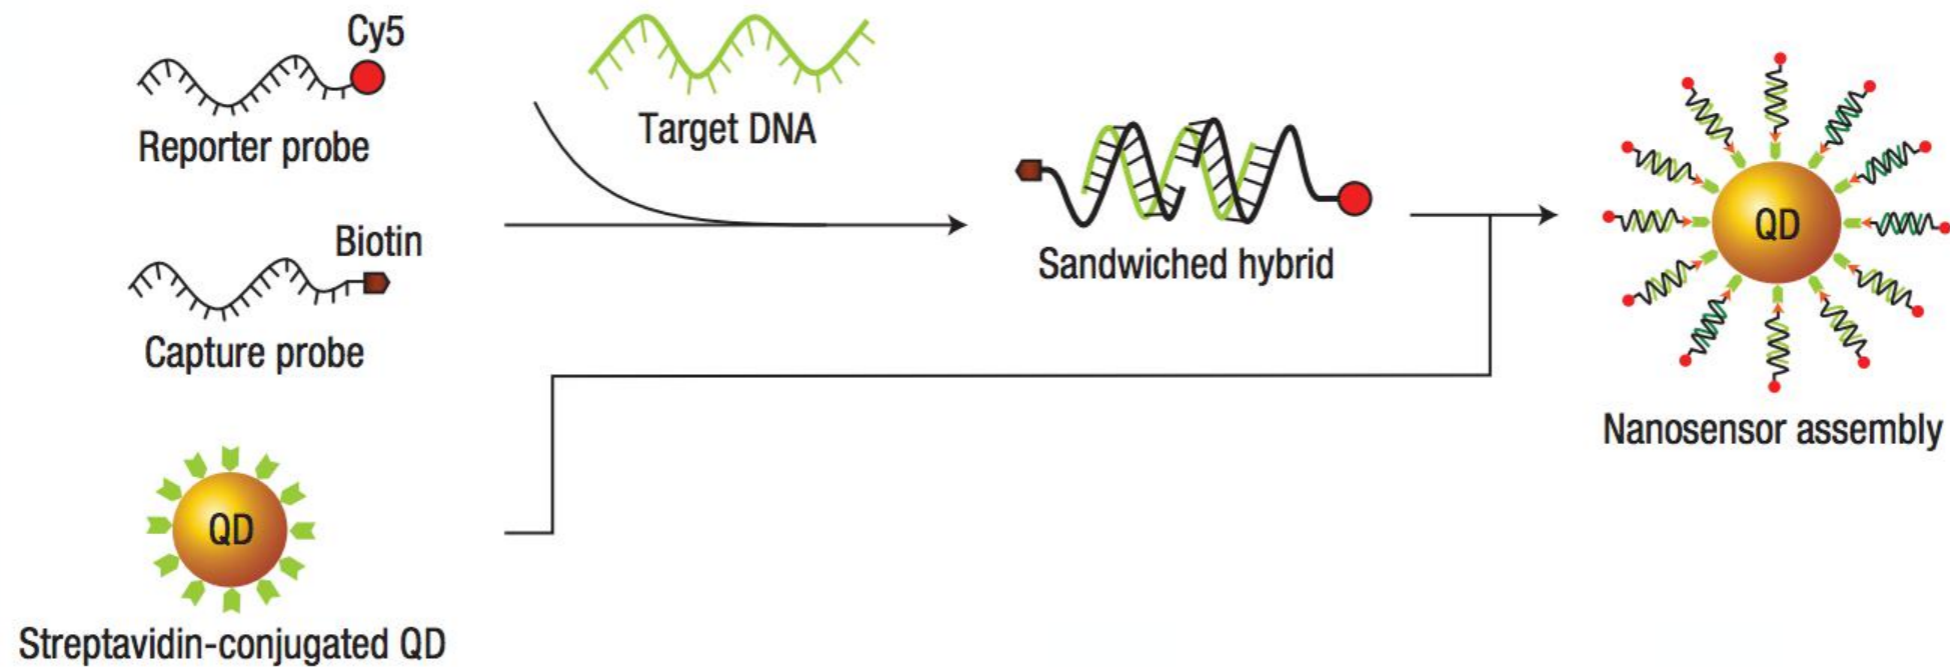 Cy5
Reporter probe
Target DNA
Biotin
Capture probe
Sandwiched hybrid
QD
Nanosensor assembly
QD
Streptavidin-conjugated QD